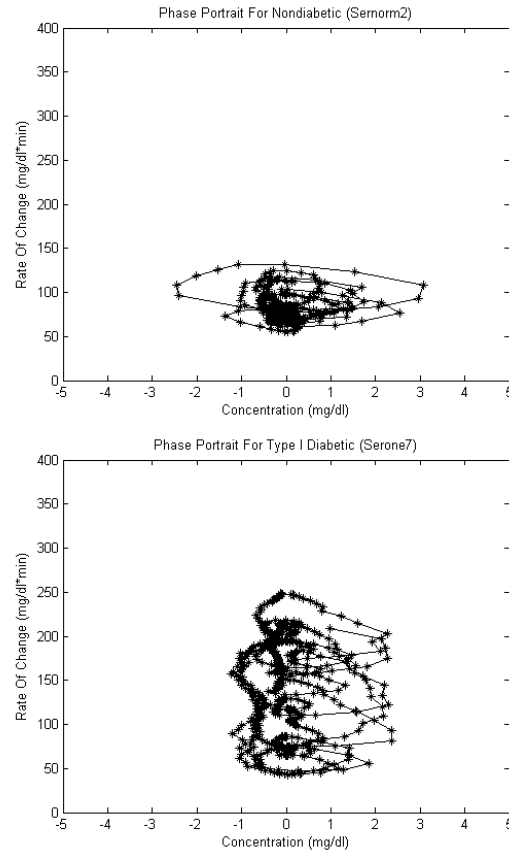 Phase Portrait For Nondiabetic (Sernorm2)
400
350
300
250
200
150
100
50
0
Rate Of Change (mg/dl*min)
-5 -4 -3 -2 -1 0 1 2 3 4 5
Concentration (mg/dl)
Phase Portrait For Type I Diabetic (Serone7)
400
350
300
250
200
150
100
50
0
Rate Of Change (mg/dl*min)
-5 -4 -3 -2 -1 0 1 2 3 4 5
Concentration (mg/dl)